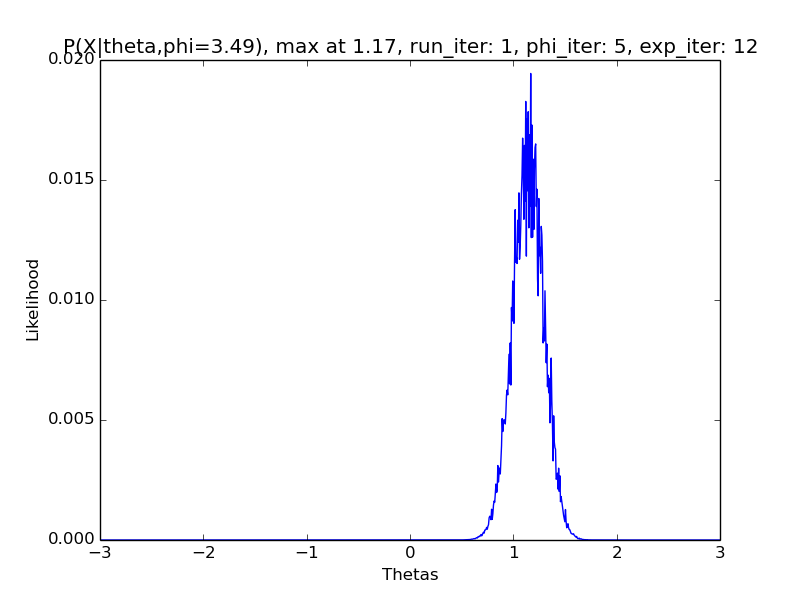 P(X|theta,phi=3.49), max at 1.17, run_iter: 1, phi_iter: 5, exp_iter: 12
0.020
0.015
0.010
0.005
0.000
Likelihood
−3 −2 −1 0 1 2 3
Thetas